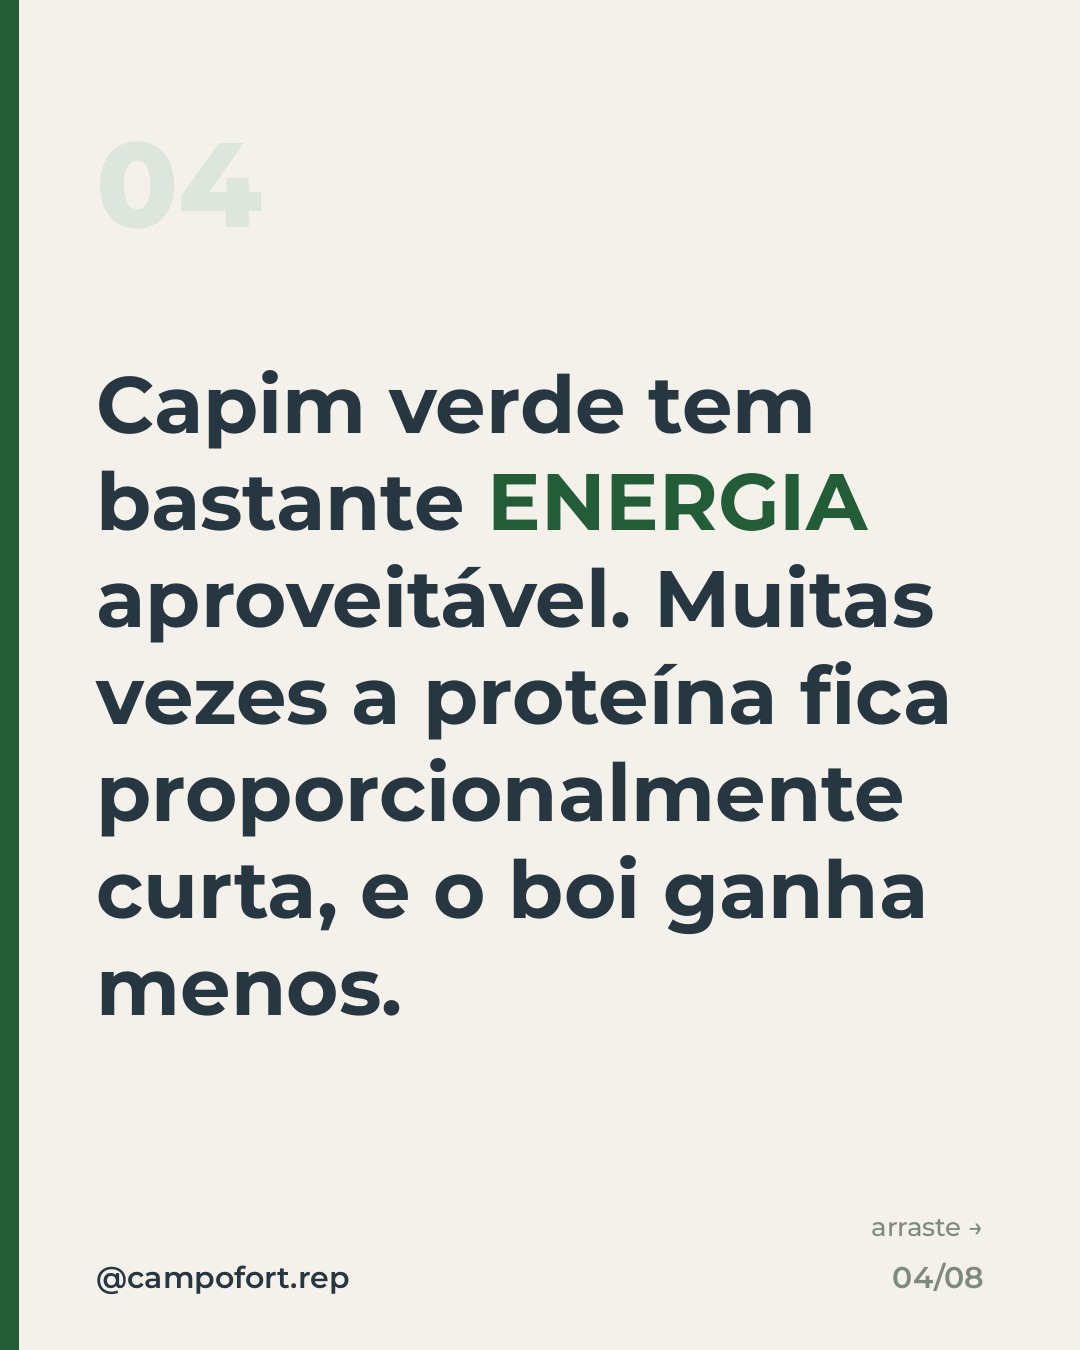 04
Capim verde tem
bastante ENERGIA
aproveitável. Muitas
vezes a proteína fica
proporcionalmente
curta, e o boi ganha
menos.
arraste →
@campofort.rep
04/08